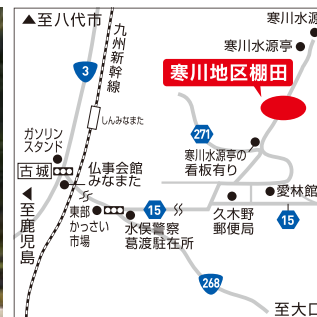 ▲至八代市
九州新幹線
寒川水源
寒川水源亭
3
寒川地区棚田
しんみなまた
271
ガソリン
スタンド
寒川水源亭の
看板有り
古城
仏事会館
みなまた
愛林館
◀至鹿児島
東部
かっさい
市場
15
水俣警察
葛渡駐在所
久木野
郵便局
15
268
至大口